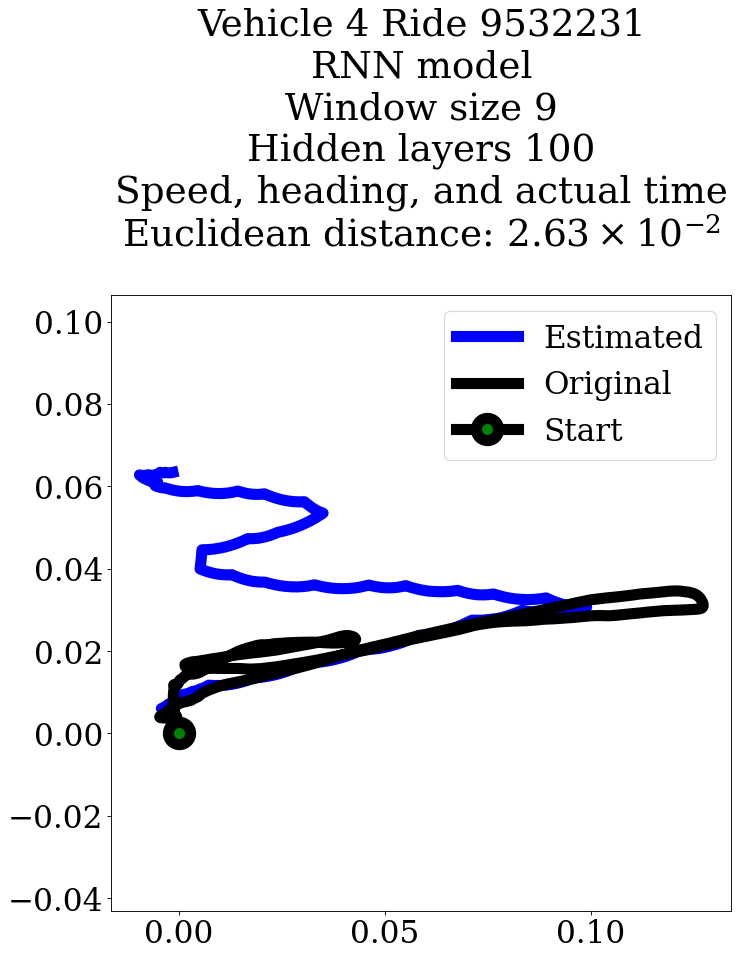 Vehicle 4 Ride 9532231
RNN model
Window size 9
Hidden layers 100
Speed, heading, and actual time
Euclidean distance: 2.63 × 10⁻²
0.10
0.08
0.06
0.04
0.02
0.00
−0.02
−0.04
Estimated
Original
Start
0.00 0.05 0.10